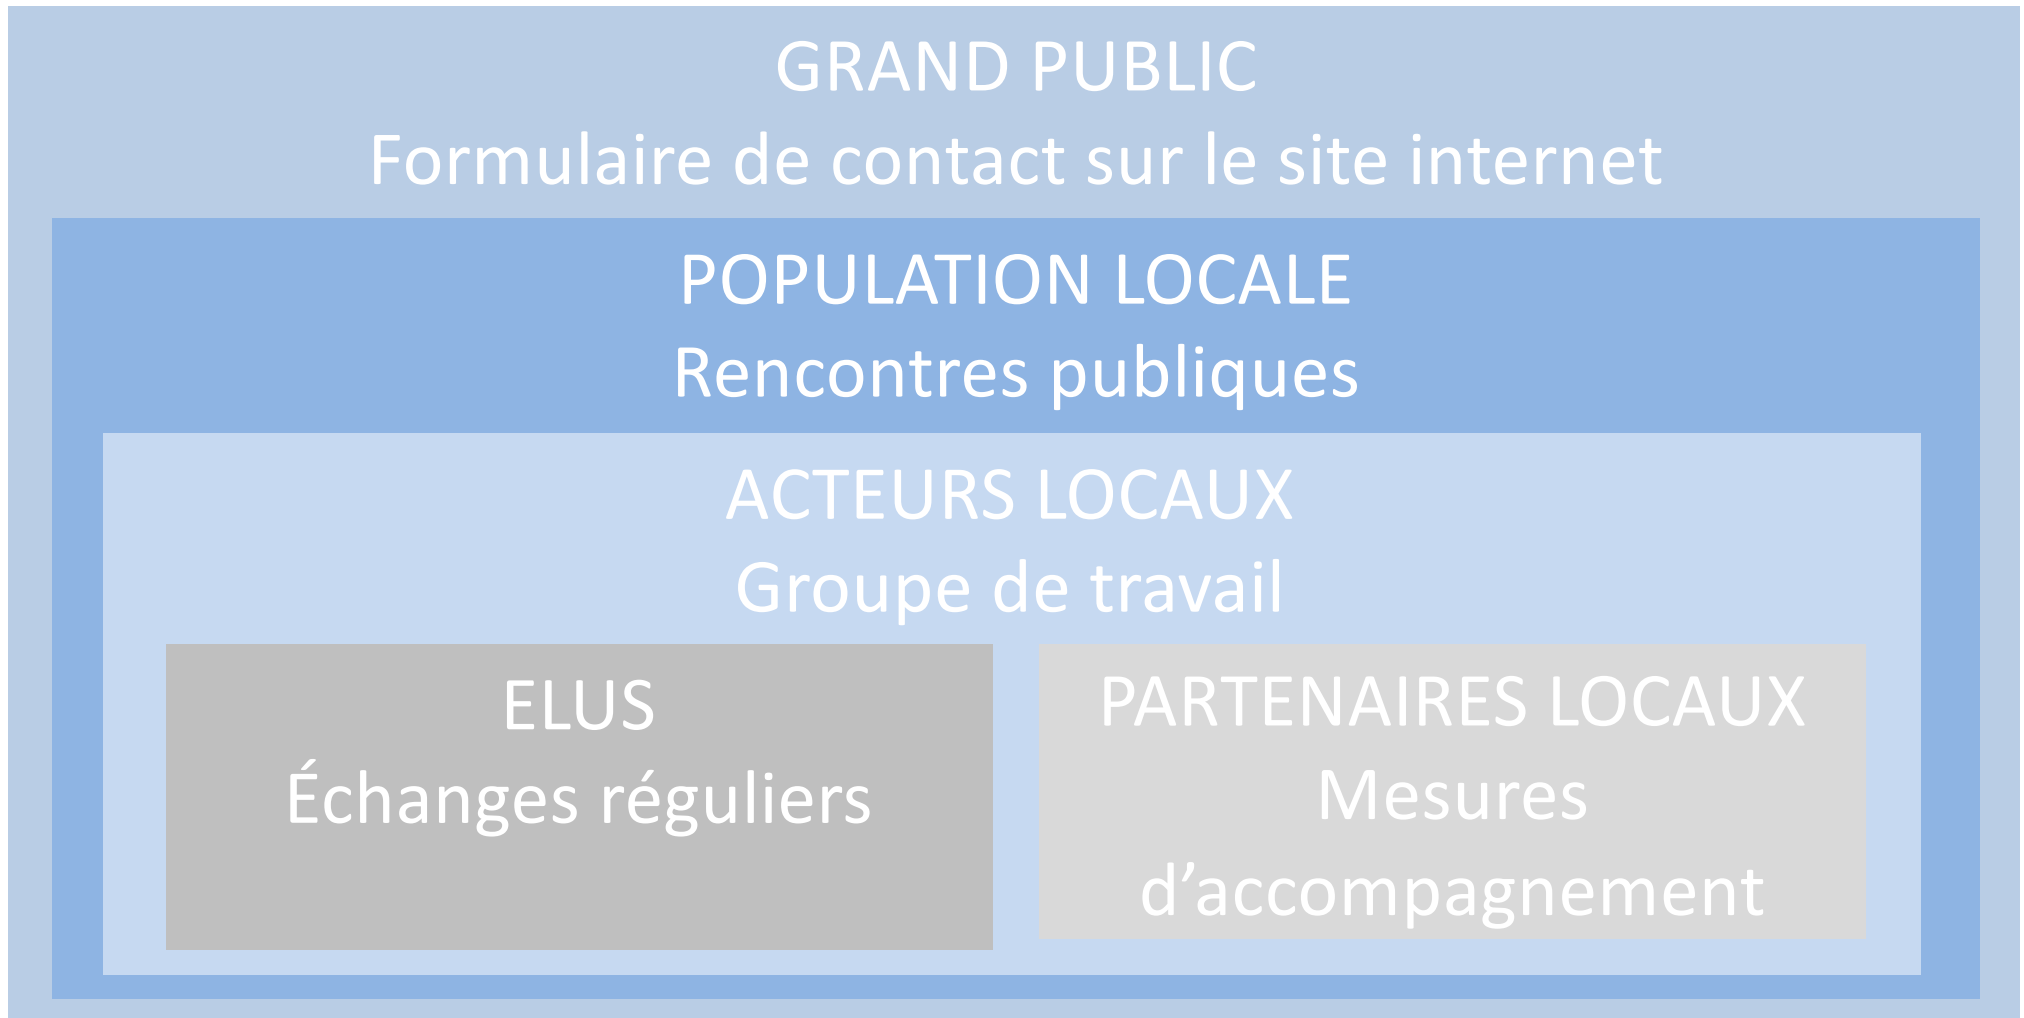 GRAND PUBLIC
Formulaire de contact sur le site internet
POPULATION LOCALE
Rencontres publiques
ACTEURS LOCAUX
Groupe de travail
ELUS
Échanges réguliers
PARTENAIRES LOCAUX
Mesures
d’accompagnement